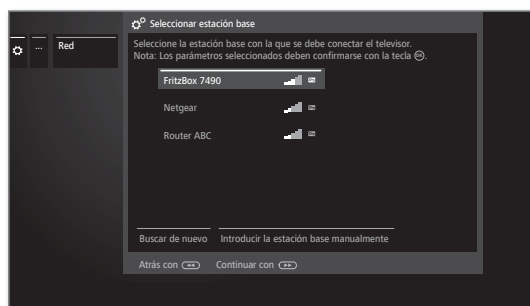 Seleccionar estación base
... Red
Seleccione la estación base con la que se debe conectar el televisor.
Nota: Los parámetros seleccionados deben confirmarse con la tecla OK.
FritzBox 7490
Netgear
Router ABC
Buscar de nuevo Introducir la estación base manualmente
Atrás con Continuar con